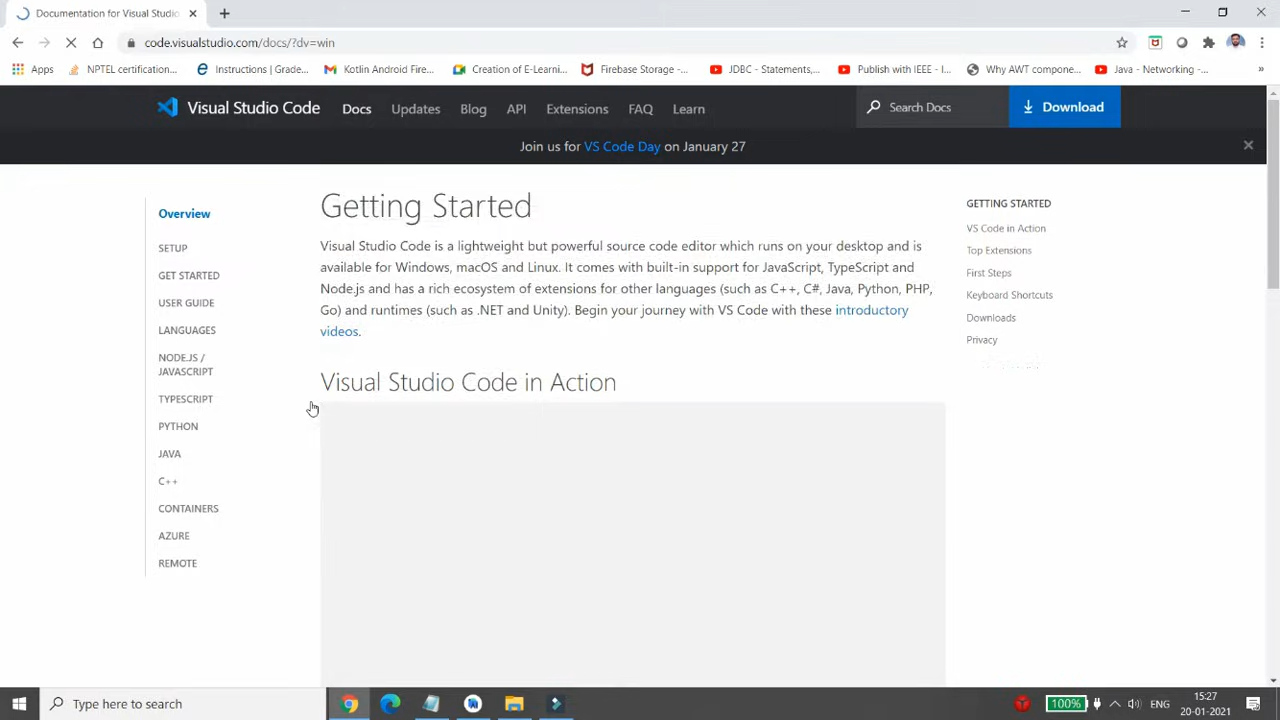 Documentation for Visual Studio
code.visualstudio.com/docs/?dv=win
Apps NPTEL certification... Instructions | Grade... Kotlin Android Fire... Creation of E-Learni... Firebase Storage -... JDBC - Statements,... Publish with IEEE - I... Why AWT compone... Java - Networking -... »
Visual Studio Code Docs Updates Blog API Extensions FAQ Learn Search Docs Download
Join us for VS Code Day on January 27
Overview
SETUP
GET STARTED
USER GUIDE
LANGUAGES
NODE.JS /
JAVASCRIPT
TYPESCRIPT
PYTHON
JAVA
C++
CONTAINERS
AZURE
REMOTE
Getting Started
Visual Studio Code is a lightweight but powerful source code editor which runs on your desktop and is
available for Windows, macOS and Linux. It comes with built-in support for JavaScript, TypeScript and
Node.js and has a rich ecosystem of extensions for other languages (such as C++, C#, Java, Python, PHP,
Go) and runtimes (such as .NET and Unity). Begin your journey with VS Code with these introductory
videos.
Visual Studio Code in Action
GETTING STARTED
VS Code in Action
Top Extensions
First Steps
Keyboard Shortcuts
Downloads
Privacy
Type here to search
100%
ENG
15:27
20-01-2021